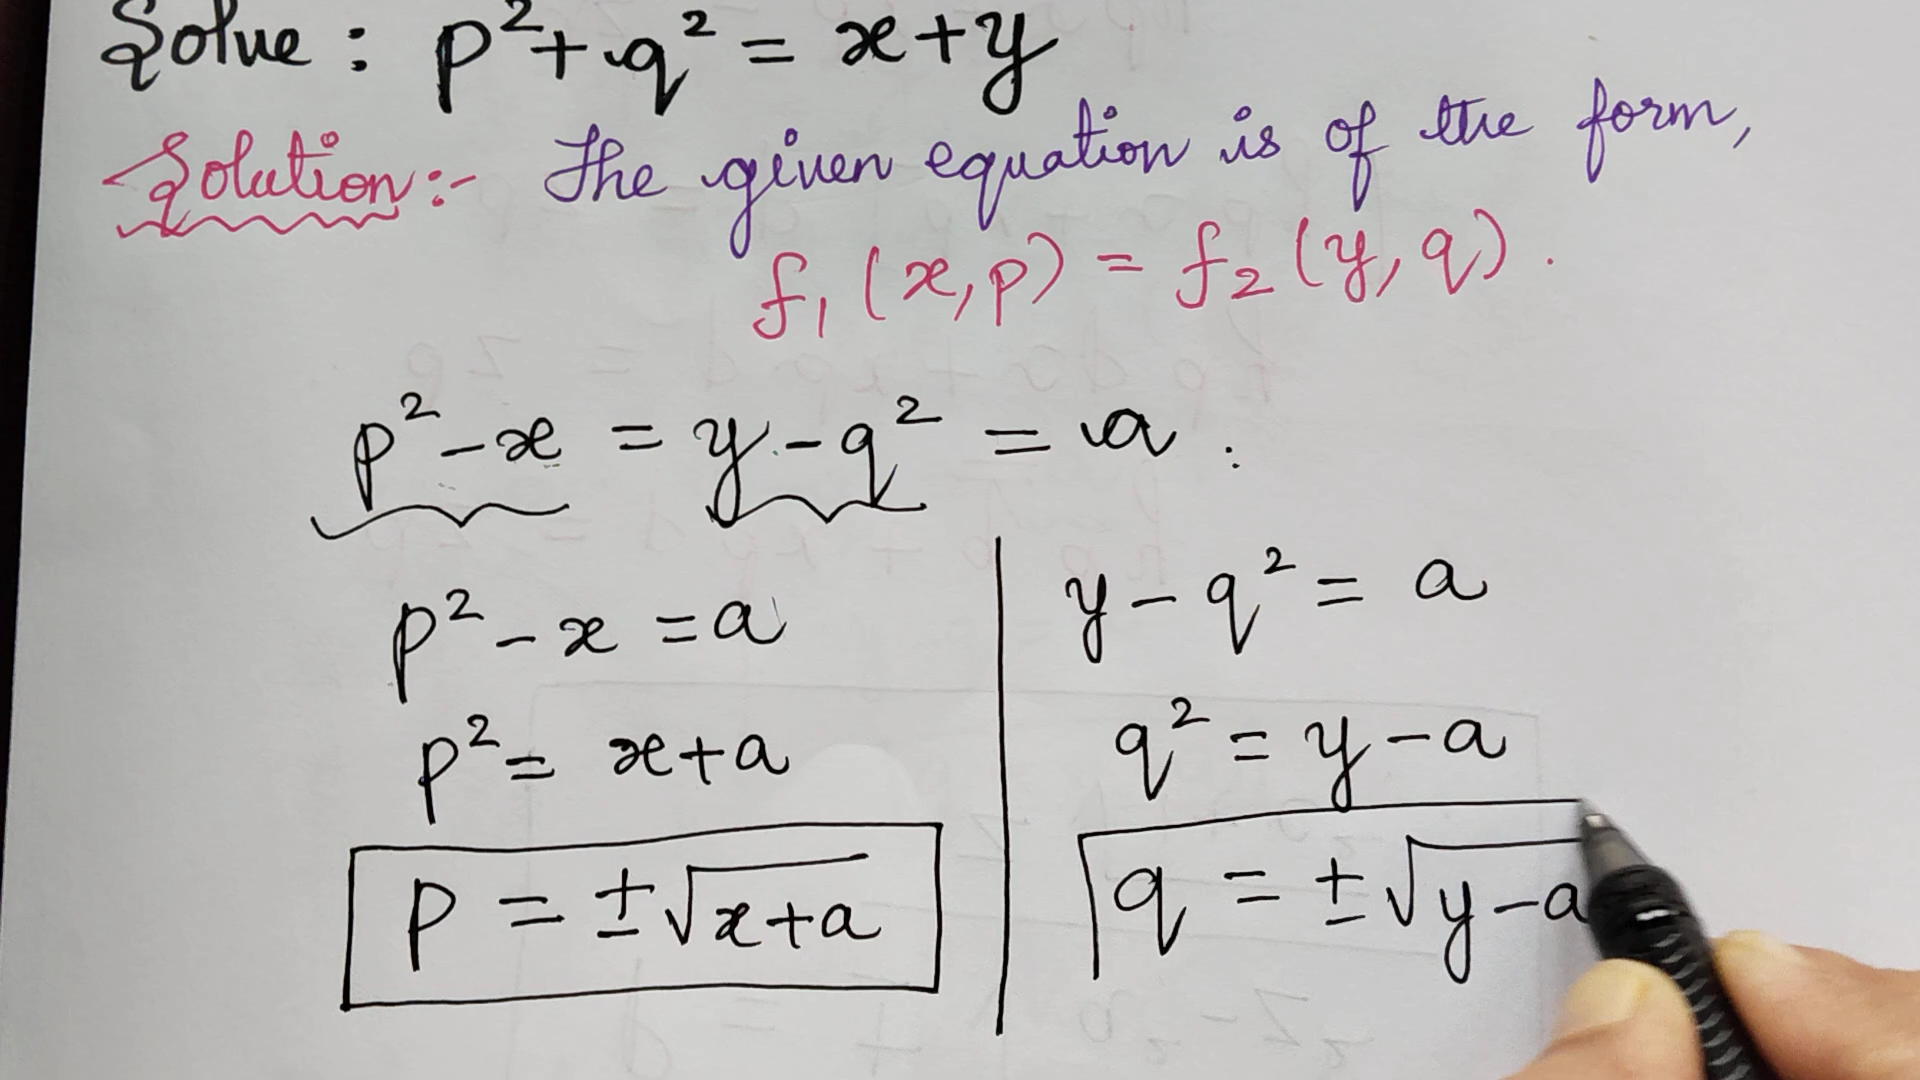 Solve : p²+q² = x+y
Solution:- The given equation is of the form,
f₁(x,p) = f₂(y,q).
p²-x = y-q² = a.
p²-x = a
p² = x+a
p = ±√x+a
y-q² = a
q² = y-a
q = ±√y-a